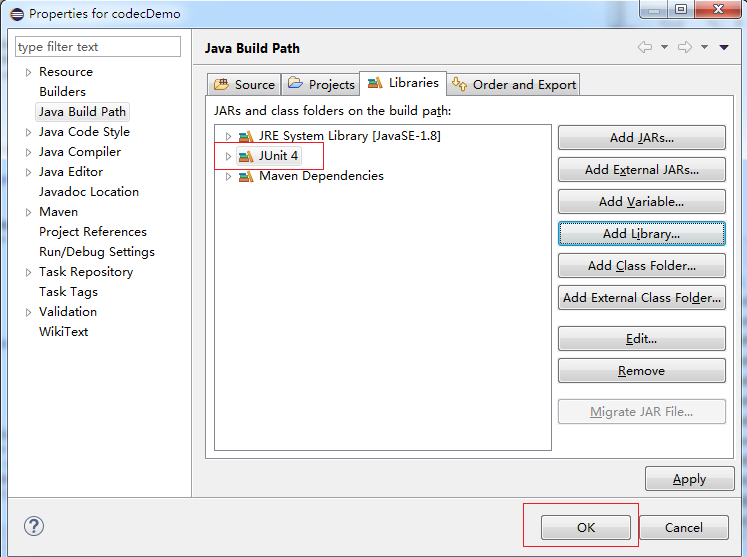 Properties for codecDemo
type filter text
Resource
Builders
Java Build Path
Java Code Style
Java Compiler
Java Editor
Javadoc Location
Maven
Project References
Run/Debug Settings
Task Repository
Task Tags
Validation
WikiText
Java Build Path
Source
Projects
Libraries
Order and Export
JARs and class folders on the build path:
JRE System Library [JavaSE-1.8]
JUnit 4
Maven Dependencies
Add JARs...
Add External JARs...
Add Variable...
Add Library...
Add Class Folder...
Add External Class Folder...
Edit...
Remove
Migrate JAR File...
Apply
?
OK
Cancel